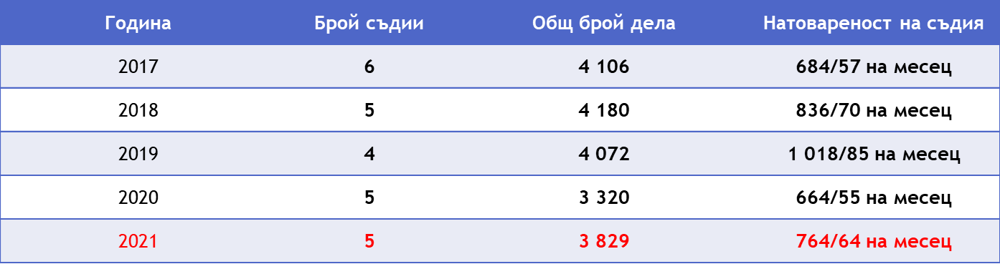 Година Брой съдии Общ брой дела Натовареност на съдия
2017 6 4 106 684/57 на месец
2018 5 4 180 836/70 на месец
2019 4 4 072 1 018/85 на месец
2020 5 3 320 664/55 на месец
2021 5 3 829 764/64 на месец